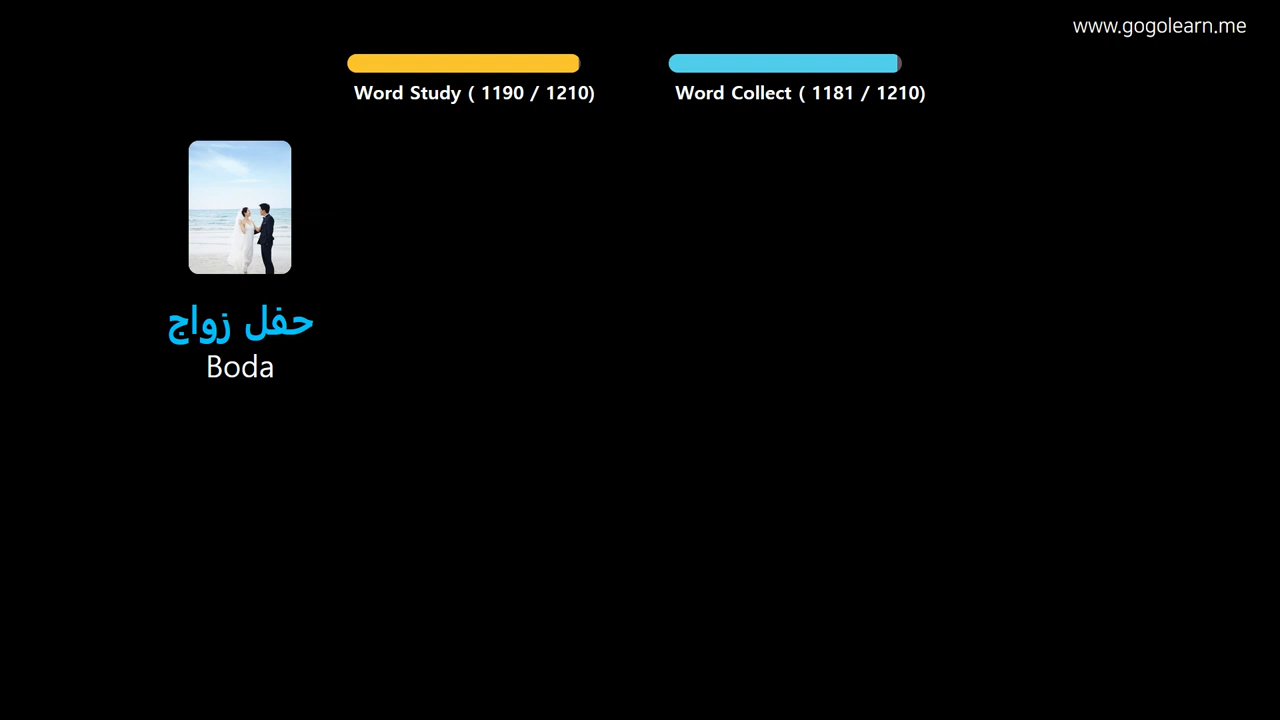 www.gogolearn.me
Word Study ( 1190 / 1210)
Word Collect ( 1181 / 1210)
حفل زواج
Boda